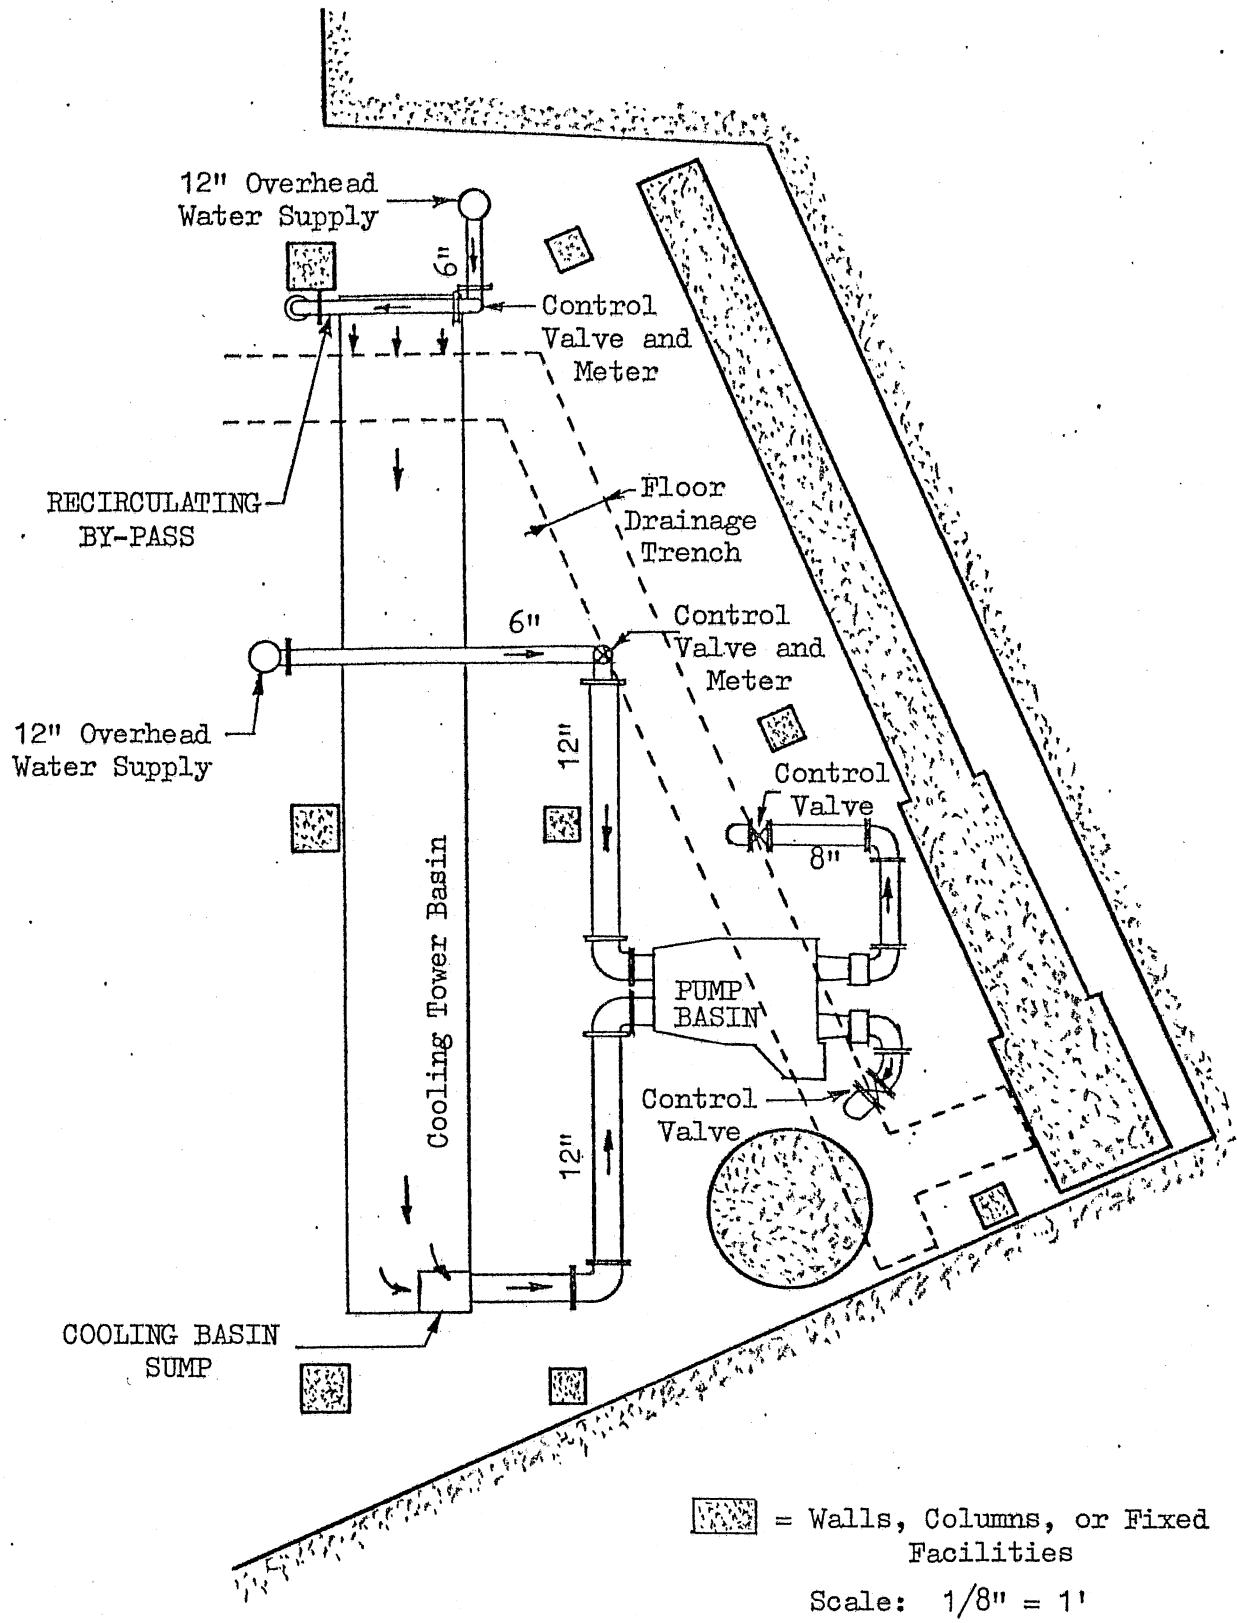 12" Overhead
Water Supply
6"
Control
Valve and
Meter
RECIRCULATING
BY-PASS
Floor
Drainage
Trench
6"
Control
Valve and
Meter
12" Overhead
Water Supply
12"
Control
Valve
8"
Cooling Tower Basin
PUMP
BASIN
Control
Valve
12"
COOLING BASIN
SUMP
= Walls, Columns, or Fixed
Facilities
Scale: 1/8" = 1'